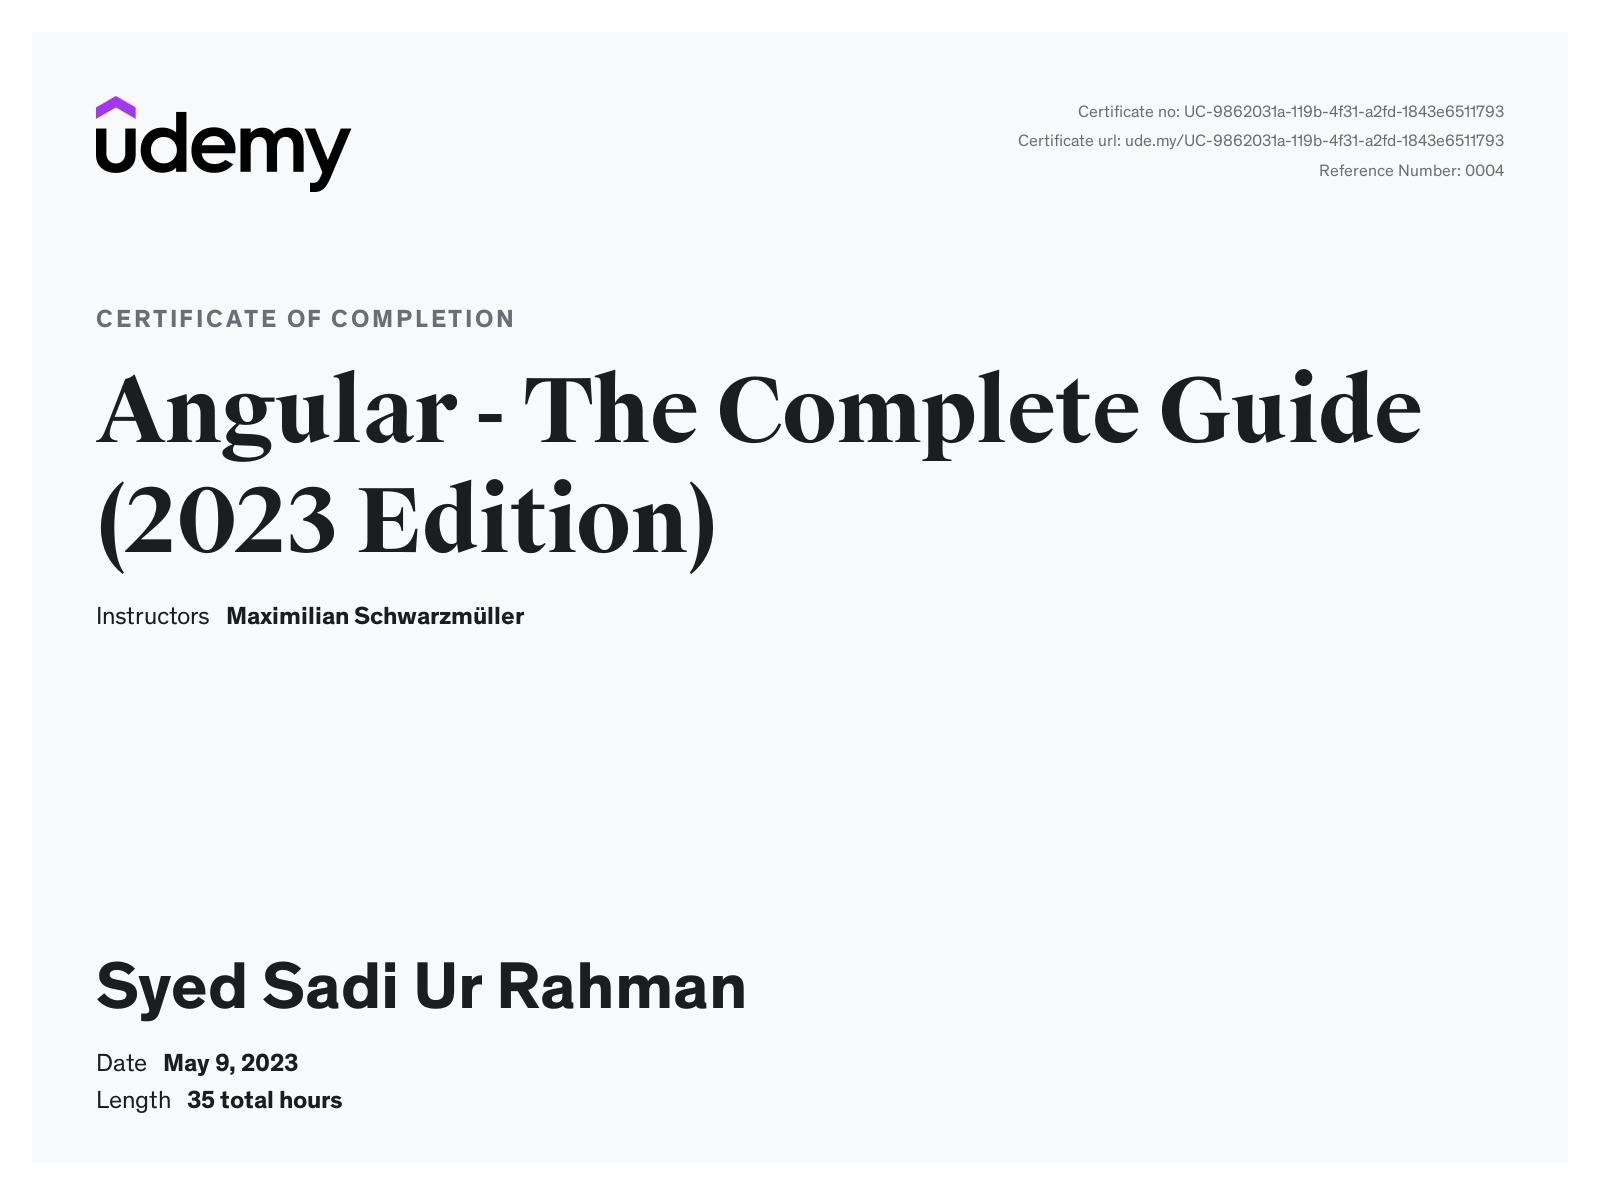 udemy
Certificate no: UC-9862031a-119b-4f31-a2fd-1843e6511793
Certificate url: ude.my/UC-9862031a-119b-4f31-a2fd-1843e6511793
Reference Number: 0004
CERTIFICATE OF COMPLETION
Angular - The Complete Guide
(2023 Edition)
Instructors Maximilian Schwarzmüller
Syed Sadi Ur Rahman
Date May 9, 2023
Length 35 total hours